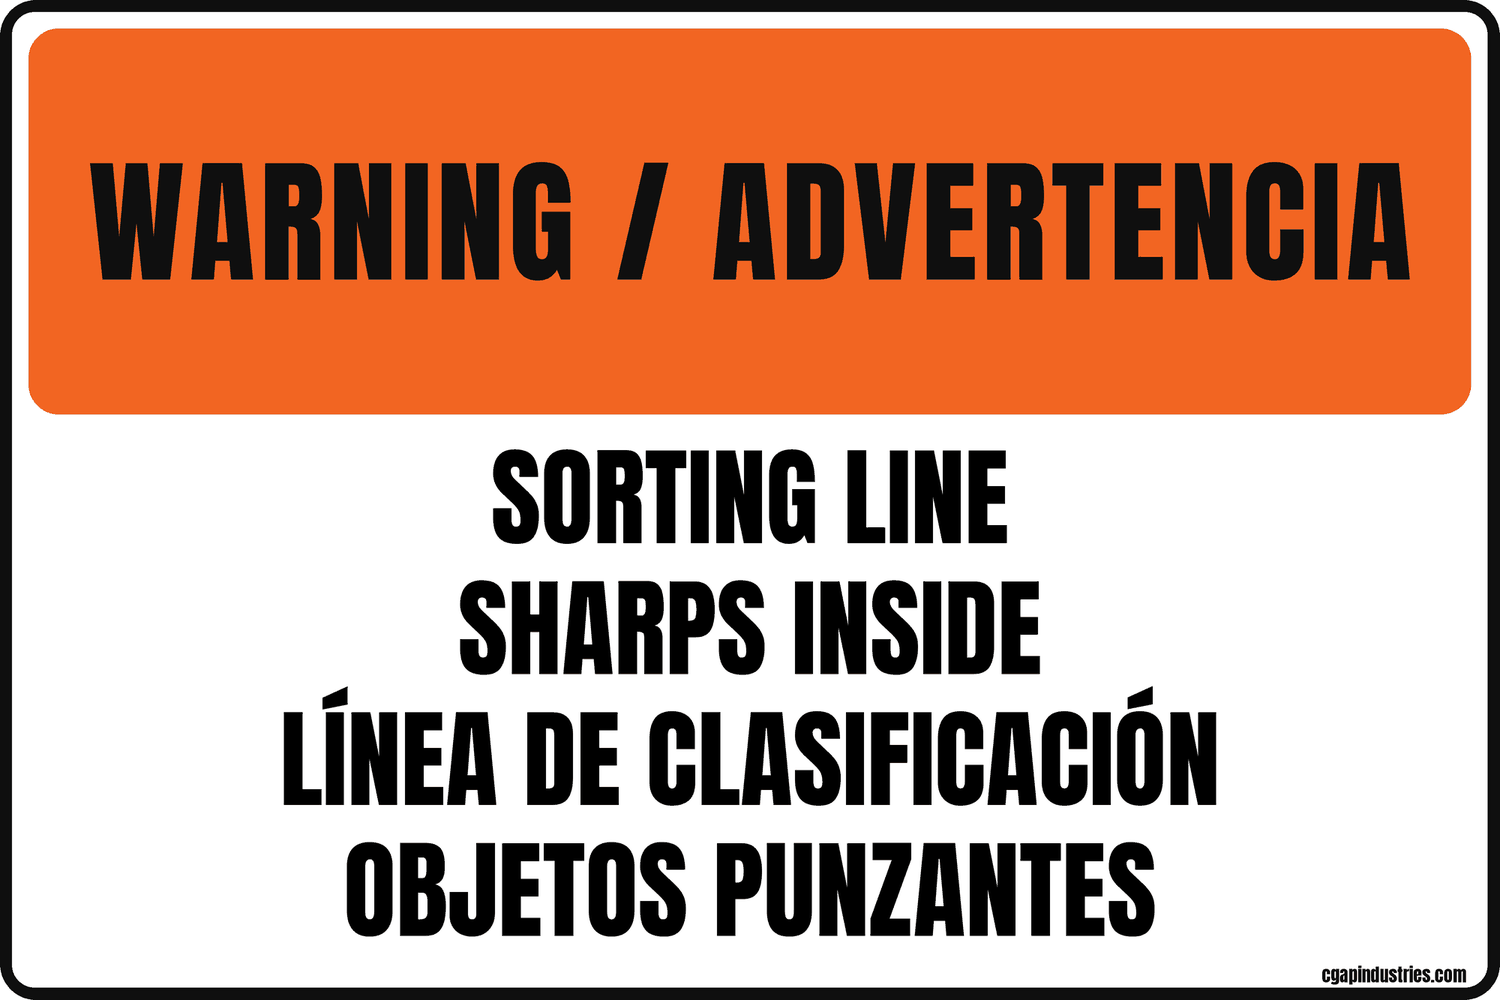 WARNING / ADVERTENCIA
SORTING LINE
SHARPS INSIDE
LÍNEA DE CLASIFICACIÓN
OBJETOS PUNZANTES
cgapindustries.com